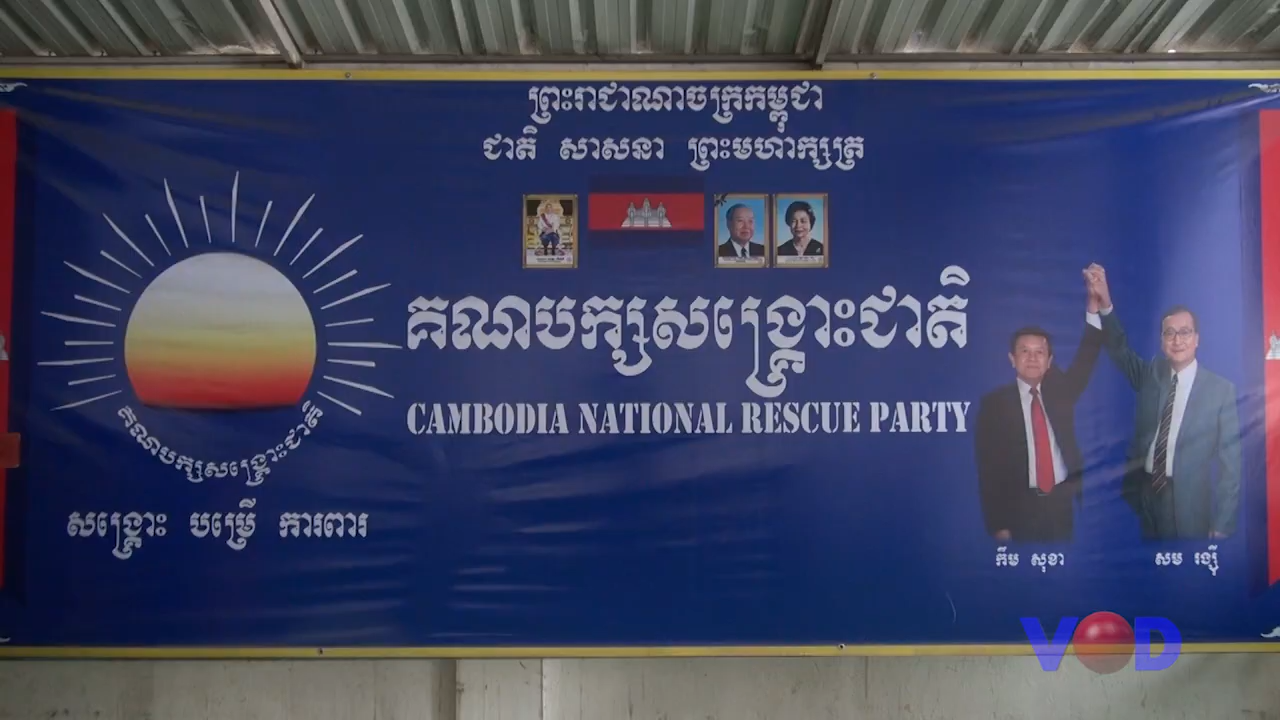 ព្រះរាជាណាចក្រកម្ពុជា
ជាតិ សាសនា ព្រះមហាក្សត្រ
គណបក្សសង្គ្រោះជាតិ
CAMBODIA NATIONAL RESCUE PARTY
គណបក្សសង្គ្រោះជាតិ
សង្គ្រោះ បម្រើ ការពារ
កឹម សុខា
សម រង្ស៊ី
VOD